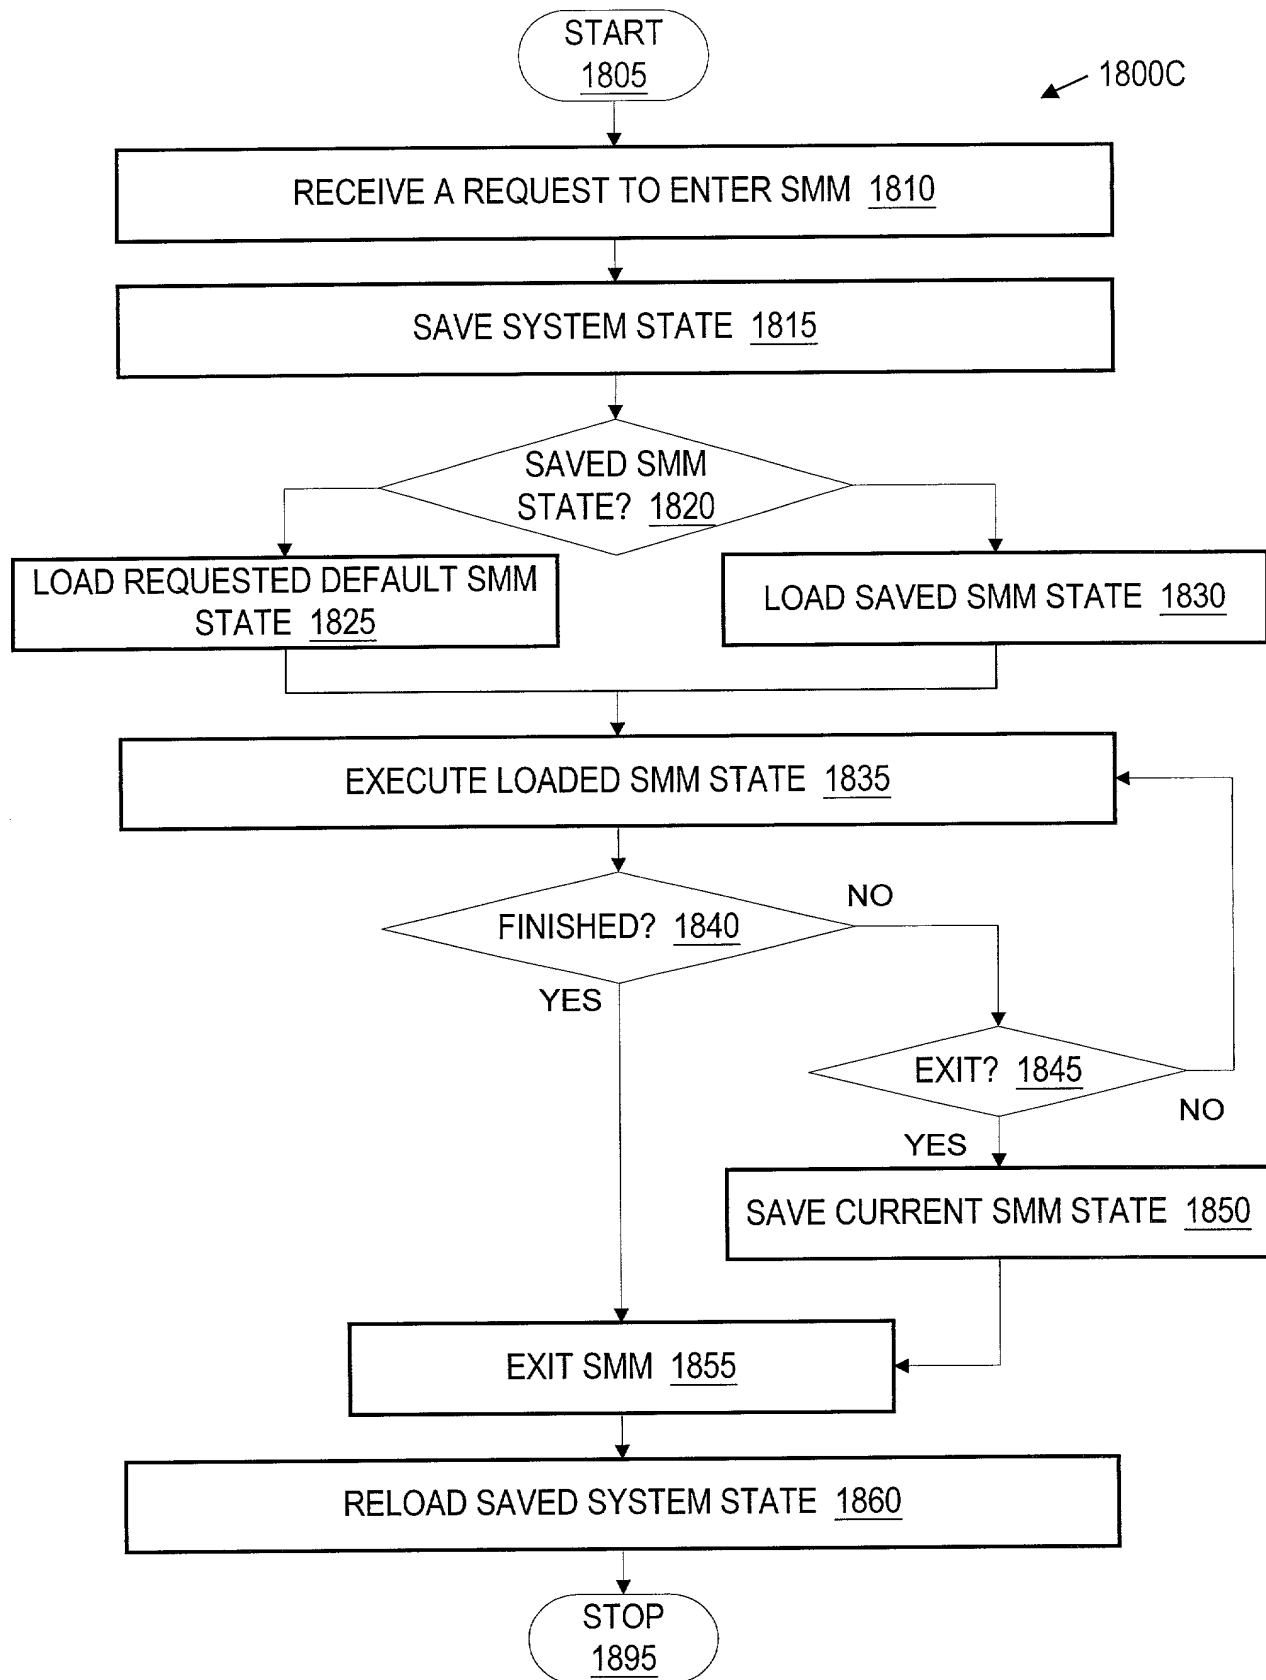 START
1805
1800C
RECEIVE A REQUEST TO ENTER SMM 1810
SAVE SYSTEM STATE 1815
SAVED SMM
STATE? 1820
LOAD REQUESTED DEFAULT SMM
STATE 1825
LOAD SAVED SMM STATE 1830
EXECUTE LOADED SMM STATE 1835
FINISHED? 1840
NO
YES
EXIT? 1845
NO
YES
SAVE CURRENT SMM STATE 1850
EXIT SMM 1855
RELOAD SAVED SYSTEM STATE 1860
STOP
1895